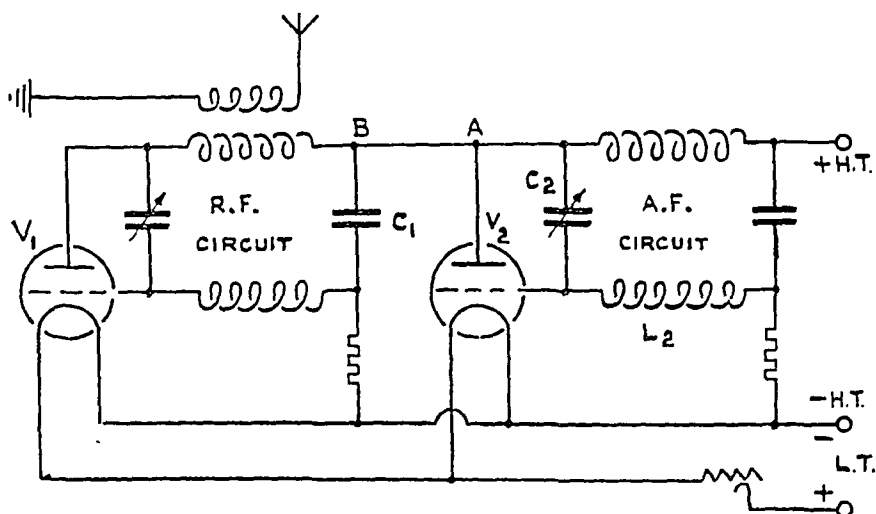 B
A
+ H.T.
V1
R.F.
CIRCUIT
C1
C2
V2
A.F.
CIRCUIT
L2
- H.T.
-
L.T.
+